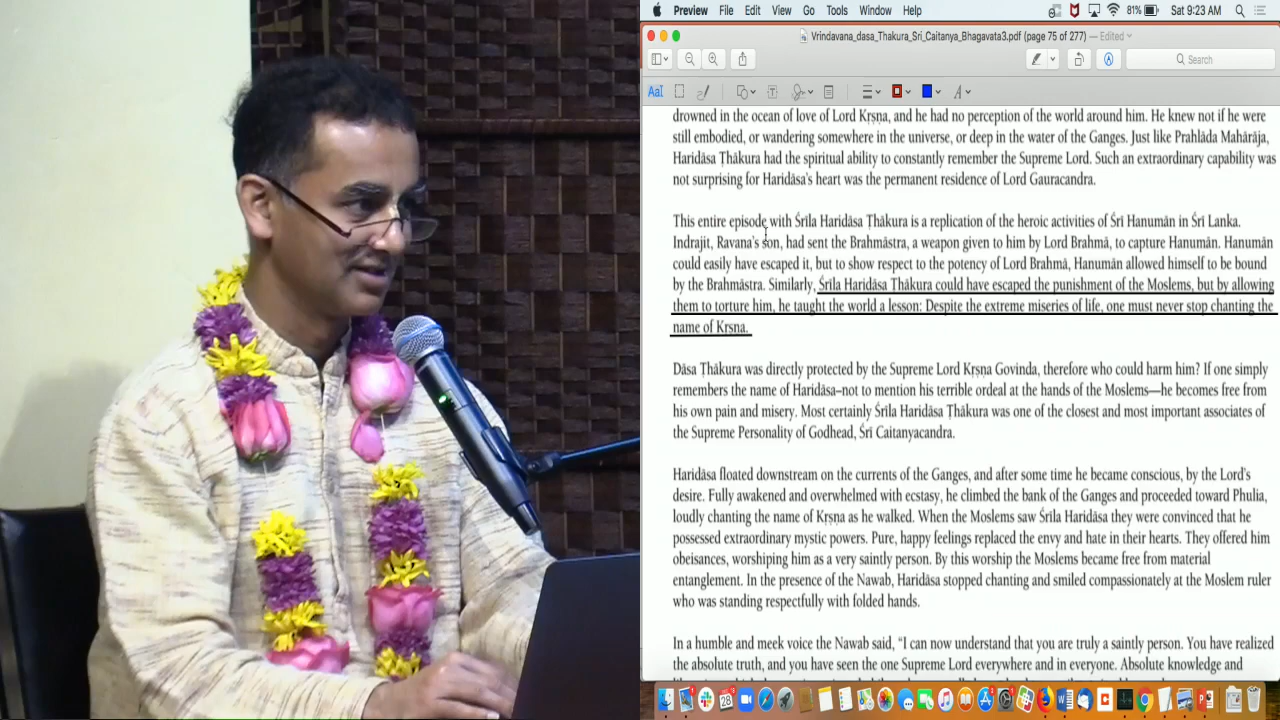 Preview File Edit View Go Tools Window Help 81% Sat 9:23 AM
Vrindavana_dasa_Thakura_Sri_Caitanya_Bhagavata3.pdf (page 75 of 277) — Edited
Search
AaI
drowned in the ocean of love of Lord Kṛṣṇa, and he had no perception of the world around him. He knew not if he were
still embodied, or wandering somewhere in the universe, or deep in the water of the Ganges. Just like Prahlāda Mahārāja,
Haridāsa Ṭhākura had the spiritual ability to constantly remember the Supreme Lord. Such an extraordinary capability was
not surprising for Haridāsa's heart was the permanent residence of Lord Gauracandra.
This entire episode with Śrīla Haridāsa Ṭhākura is a replication of the heroic activities of Śrī Hanumān in Śrī Lanka.
Indrajit, Ravana's son, had sent the Brahmāstra, a weapon given to him by Lord Brahmā, to capture Hanumān. Hanumān
could easily have escaped it, but to show respect to the potency of Lord Brahmā, Hanumān allowed himself to be bound
by the Brahmāstra. Similarly, Śrīla Haridāsa Ṭhākura could have escaped the punishment of the Moslems, but by allowing
them to torture him, he taught the world a lesson: Despite the extreme miseries of life, one must never stop chanting the
name of Kṛṣṇa.
Dāsa Ṭhākura was directly protected by the Supreme Lord Kṛṣṇa Govinda, therefore who could harm him? If one simply
remembers the name of Haridāsa–not to mention his terrible ordeal at the hands of the Moslems—he becomes free from
his own pain and misery. Most certainly Śrīla Haridāsa Ṭhākura was one of the closest and most important associates of
the Supreme Personality of Godhead, Śrī Caitanyacandra.
Haridāsa floated downstream on the currents of the Ganges, and after some time he became conscious, by the Lord's
desire. Fully awakened and overwhelmed with ecstasy, he climbed the bank of the Ganges and proceeded toward Phulia,
loudly chanting the name of Kṛṣṇa as he walked. When the Moslems saw Śrīla Haridāsa they were convinced that he
possessed extraordinary mystic powers. Pure, happy feelings replaced the envy and hate in their hearts. They offered him
obeisances, worshiping him as a very saintly person. By this worship the Moslems became free from material
entanglement. In the presence of the Nawab, Haridāsa stopped chanting and smiled compassionately at the Moslem ruler
who was standing respectfully with folded hands.
In a humble and meek voice the Nawab said, “I can now understand that you are truly a saintly person. You have realized
the absolute truth, and you have seen the one Supreme Lord everywhere and in everyone. Absolute knowledge and